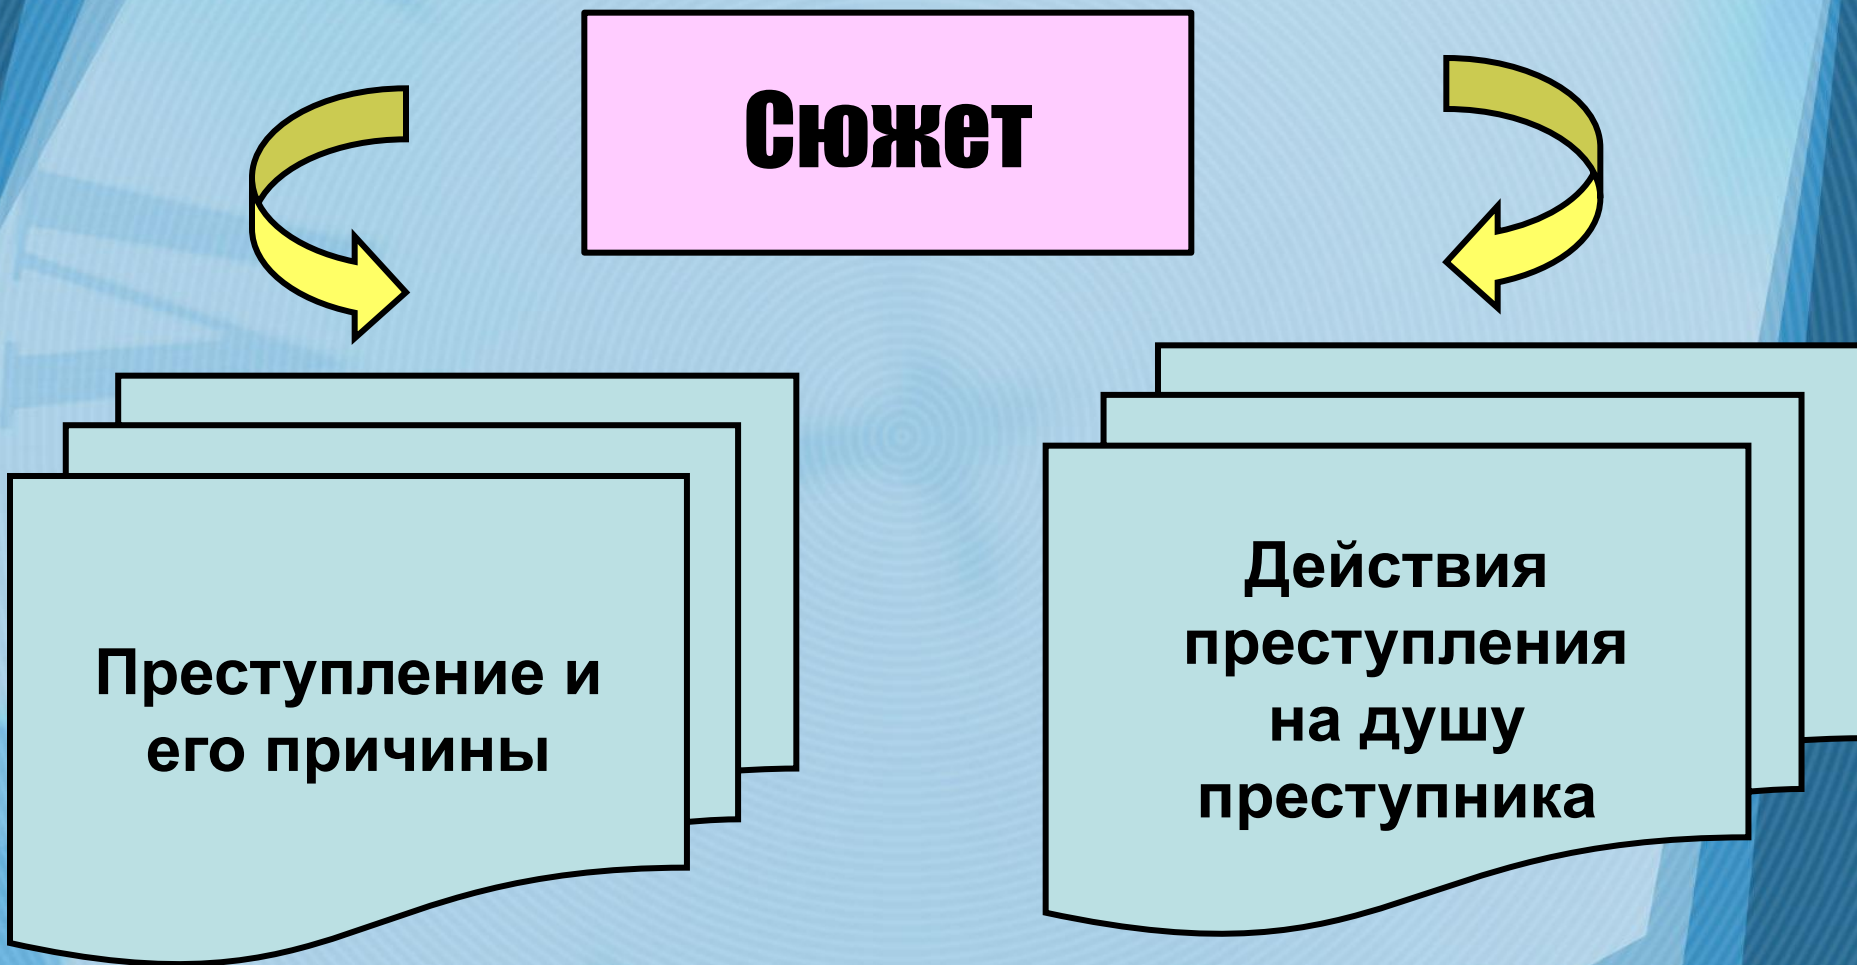 Сюжет
Преступление и
его причины
Действия
преступления
на душу
преступника